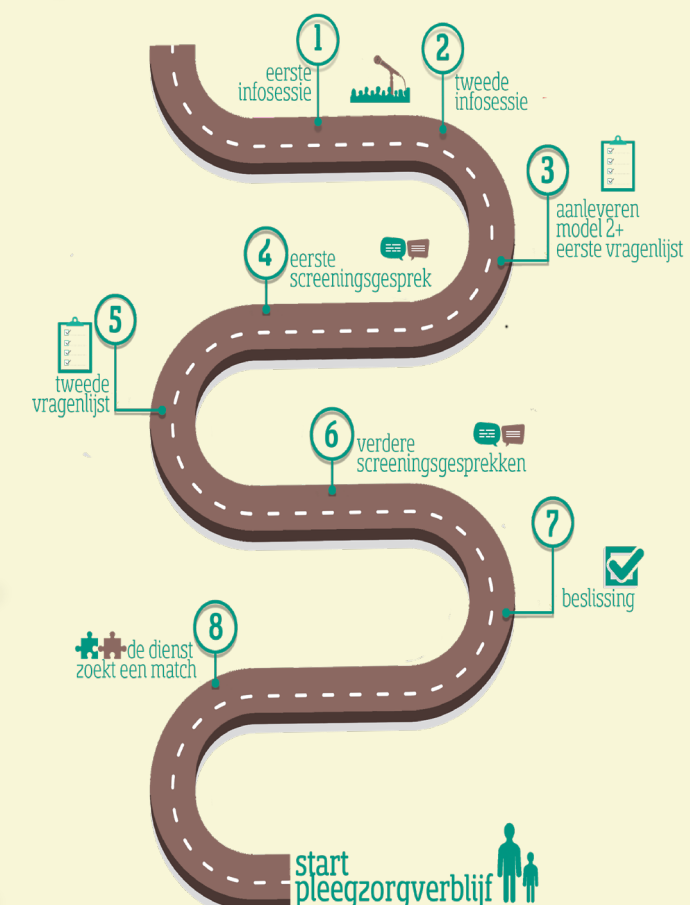 1
eerste
infosessie
2
tweede
infosessie
3
aanleveren
model 2+
eerste vragenlijst
4
eerste
screeningsgesprek
5
tweede
vragenlijst
6
verdere
screeningsgesprekken
7
beslissing
8
de dienst
zoekt een match
start
pleegzorgverblijf